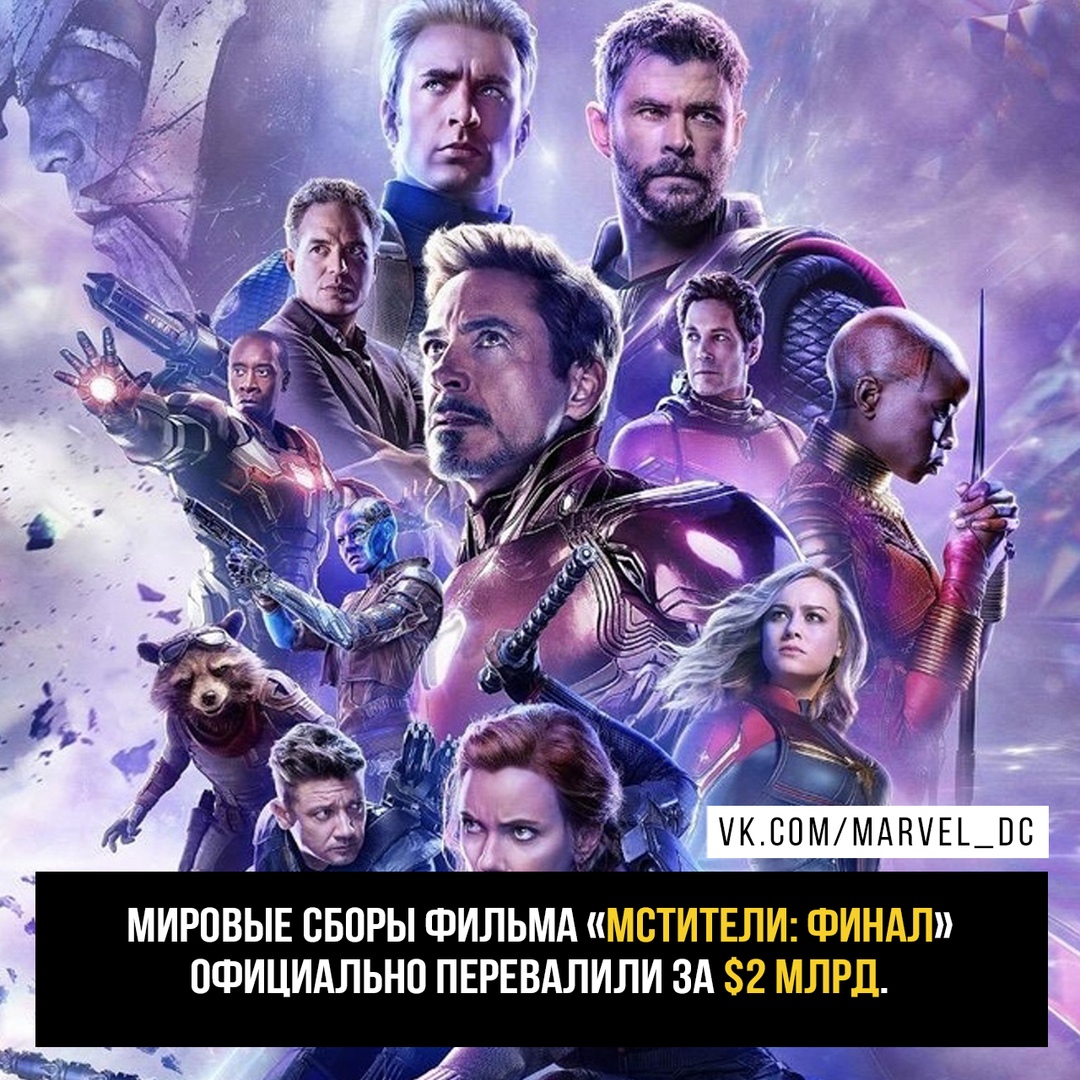 VK.COM/MARVEL_DC
МИРОВЫЕ СБОРЫ ФИЛЬМА «МСТИТЕЛИ: ФИНАЛ»
ОФИЦИАЛЬНО ПЕРЕВАЛИЛИ ЗА $2 МЛРД.